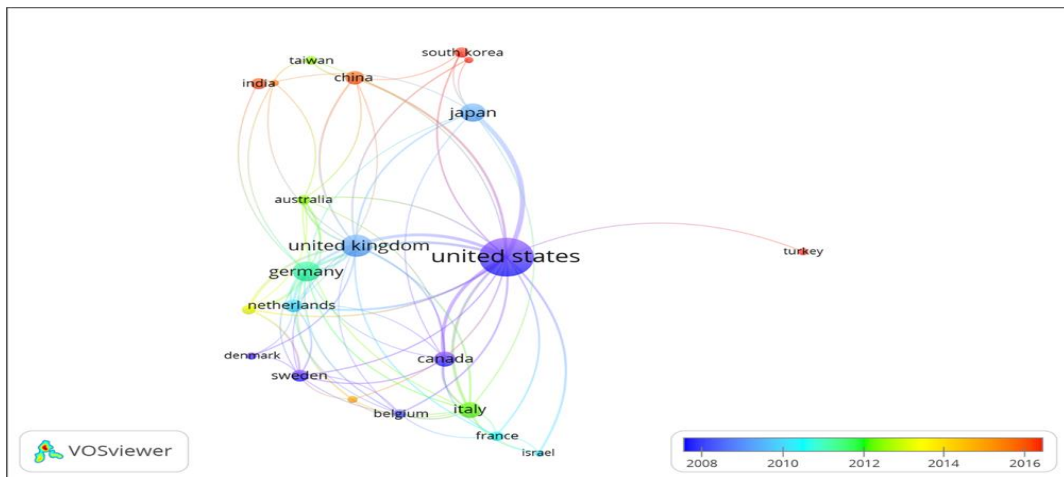 south korea
taiwan
china
india
japan
australia
united kingdom
united states
turkey
germany
netherlands
denmark
canada
sweden
italy
belgium
france
israel
VOSviewer
2008 2010 2012 2014 2016